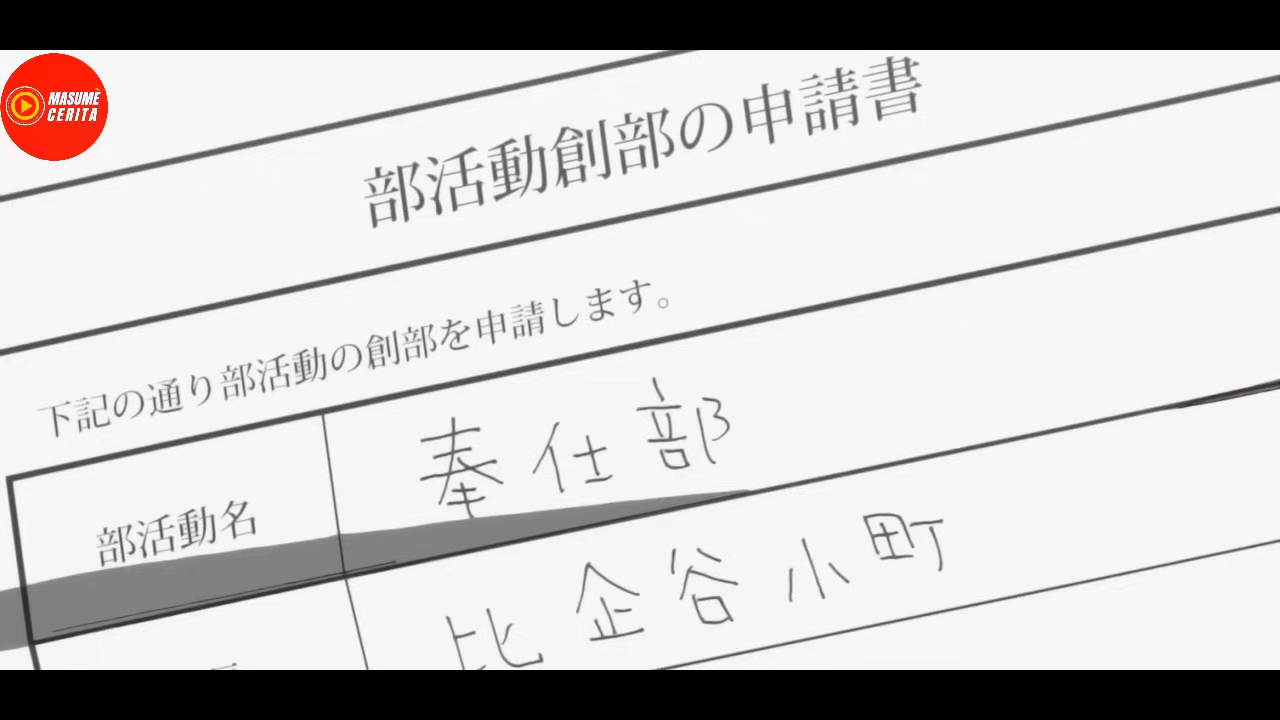 MASUME
CERITA
部活動創部の申請書
下記の通り部活動の創部を申請します。
部活動名
奉仕部
比企谷小町